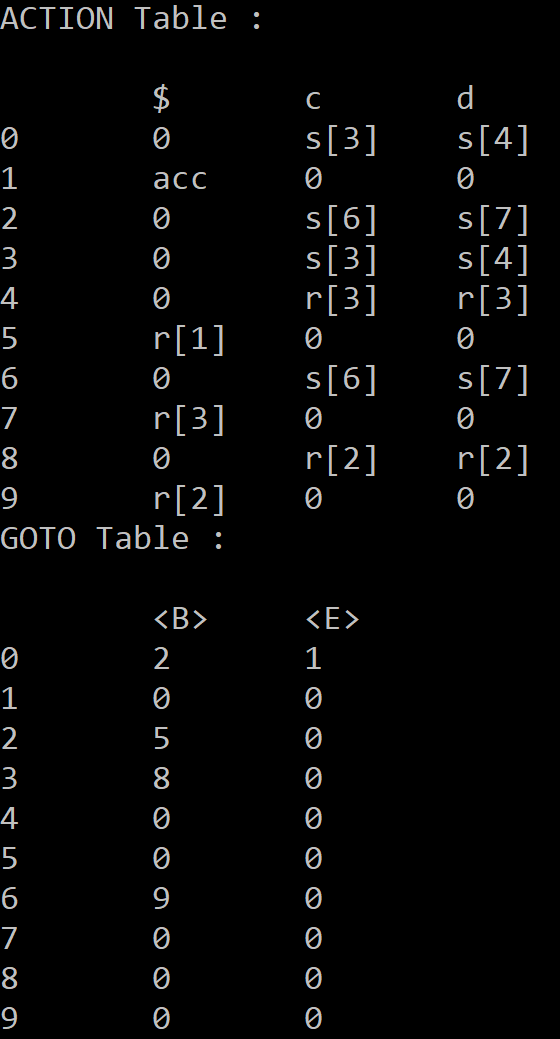 ACTION Table :
$ c d
0 0 s[3] s[4]
1 acc 0 0
2 0 s[6] s[7]
3 0 s[3] s[4]
4 0 r[3] r[3]
5 r[1] 0 0
6 0 s[6] s[7]
7 r[3] 0 0
8 0 r[2] r[2]
9 r[2] 0 0
GOTO Table :
<B> <E>
0 2 1
1 0 0
2 5 0
3 8 0
4 0 0
5 0 0
6 9 0
7 0 0
8 0 0
9 0 0